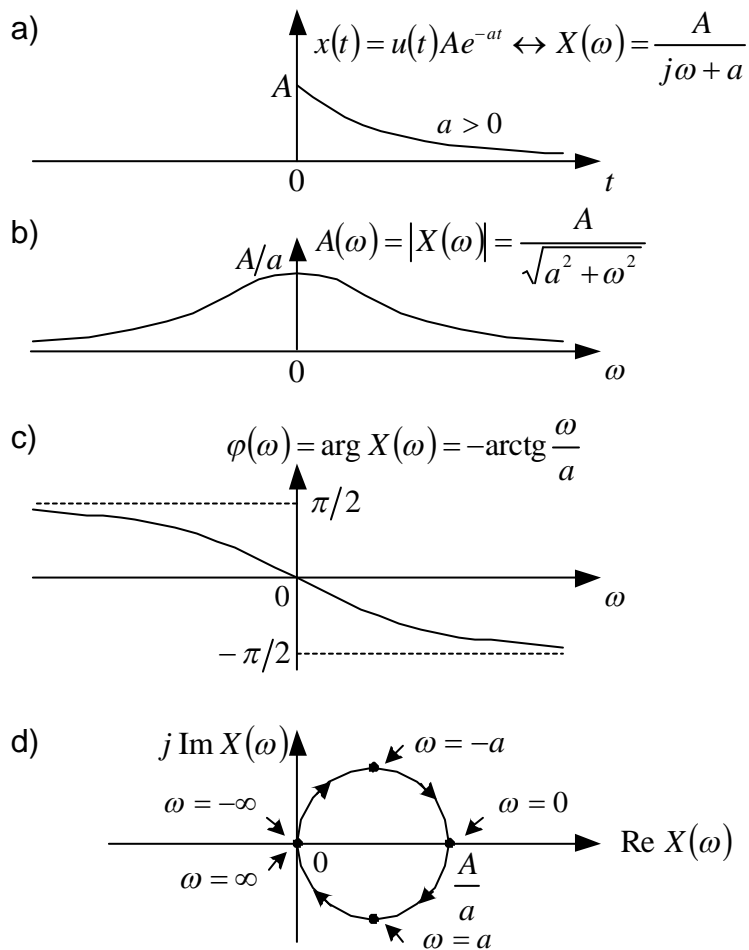 a)
x(t) = u(t)Ae^{-at} ↔ X(ω) = A/(jω + a)
A
a > 0
0
t
b)
A(ω) = |X(ω)| = A/√(a² + ω²)
A/a
0
ω
c)
φ(ω) = arg X(ω) = −arctg ω/a
π/2
0
ω
−π/2
d)
j Im X(ω)
ω = −a
ω = −∞
ω = 0
0
Re X(ω)
ω = ∞
A/a
ω = a